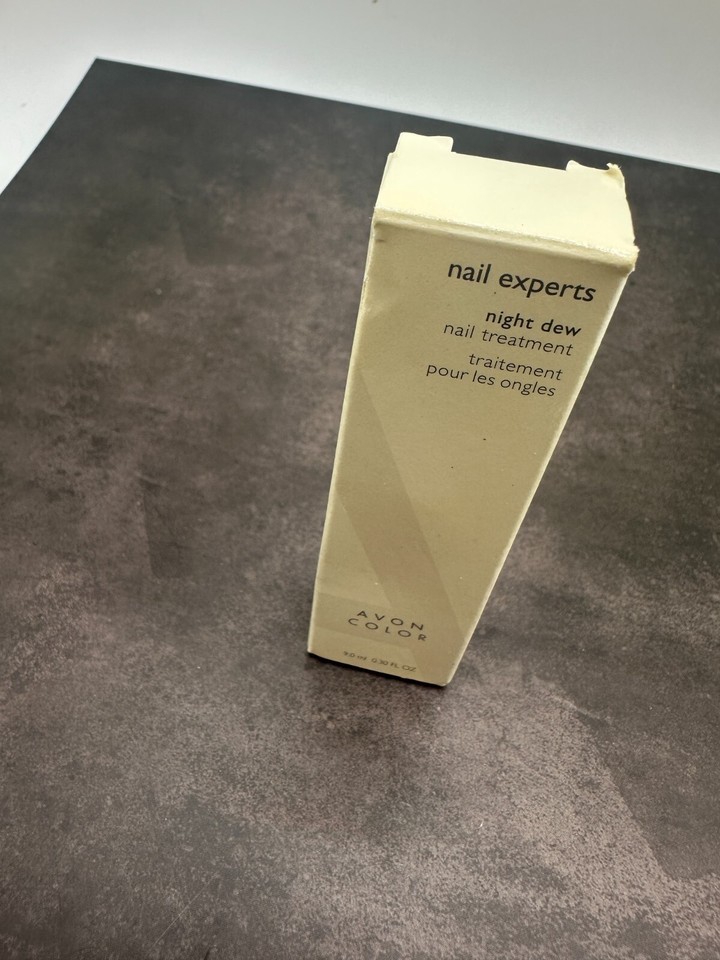 nail experts
night dew
nail treatment
traitement
pour les ongles
AVON
COLOR
9.0 ml 0.30 FL. OZ.